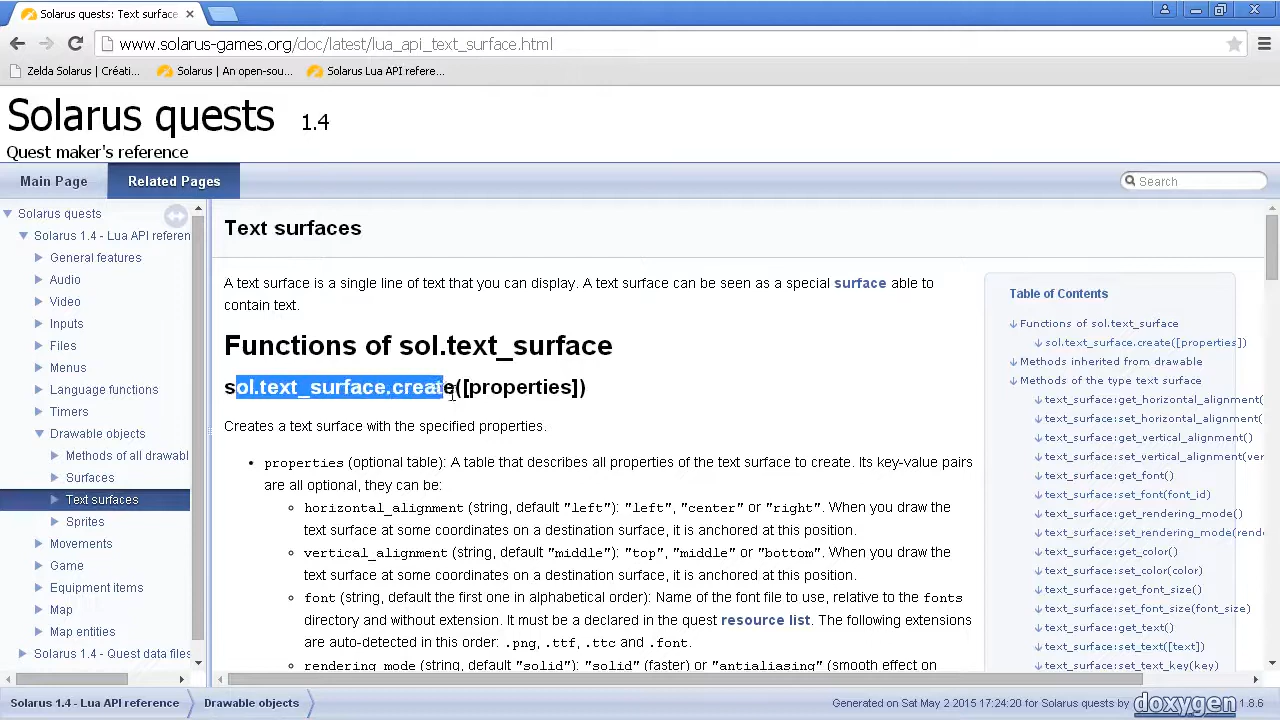 Solarus quests: Text surface
www.solarus-games.org/doc/latest/lua_api_text_surface.html
Zelda Solarus | Créati...
Solarus | An open-sou...
Solarus Lua API refere...
Solarus quests 1.4
Quest maker's reference
Main Page
Related Pages
Search
Solarus quests
Solarus 1.4 - Lua API referen
General features
Audio
Video
Inputs
Files
Menus
Language functions
Timers
Drawable objects
Methods of all drawabl
Surfaces
Text surfaces
Sprites
Movements
Game
Equipment items
Map
Map entities
Solarus 1.4 - Quest data files
Text surfaces
A text surface is a single line of text that you can display. A text surface can be seen as a special surface able to
contain text.
Functions of sol.text_surface
sol.text_surface.create([properties])
Creates a text surface with the specified properties.
• properties (optional table): A table that describes all properties of the text surface to create. Its key-value pairs
are all optional, they can be:
◦ horizontal_alignment (string, default "left"): "left", "center" or "right". When you draw the
text surface at some coordinates on a destination surface, it is anchored at this position.
◦ vertical_alignment (string, default "middle"): "top", "middle" or "bottom". When you draw the
text surface at some coordinates on a destination surface, it is anchored at this position.
◦ font (string, default the first one in alphabetical order): Name of the font file to use, relative to the fonts
directory and without extension. It must be a declared in the quest resource list. The following extensions
are auto-detected in this order: .png, .ttf, .ttc and .font.
◦ rendering_mode (string, default "solid"): "solid" (faster) or "antialiasing" (smooth effect on
Table of Contents
↓ Functions of sol.text_surface
↓ sol.text_surface.create([properties])
↓ Methods inherited from drawable
↓ Methods of the type text surface
↓ text_surface:get_horizontal_alignment(
↓ text_surface:set_horizontal_alignment(
↓ text_surface:get_vertical_alignment()
↓ text_surface:set_vertical_alignment(ver
↓ text_surface:get_font()
↓ text_surface:set_font(font_id)
↓ text_surface:get_rendering_mode()
↓ text_surface:set_rendering_mode(rend
↓ text_surface:get_color()
↓ text_surface:set_color(color)
↓ text_surface:get_font_size()
↓ text_surface:set_font_size(font_size)
↓ text_surface:get_text()
↓ text_surface:set_text([text])
↓ text_surface:set_text_key(key)
Solarus 1.4 - Lua API reference
Drawable objects
Generated on Sat May 2 2015 17:24:20 for Solarus quests by doxygen 1.8.6